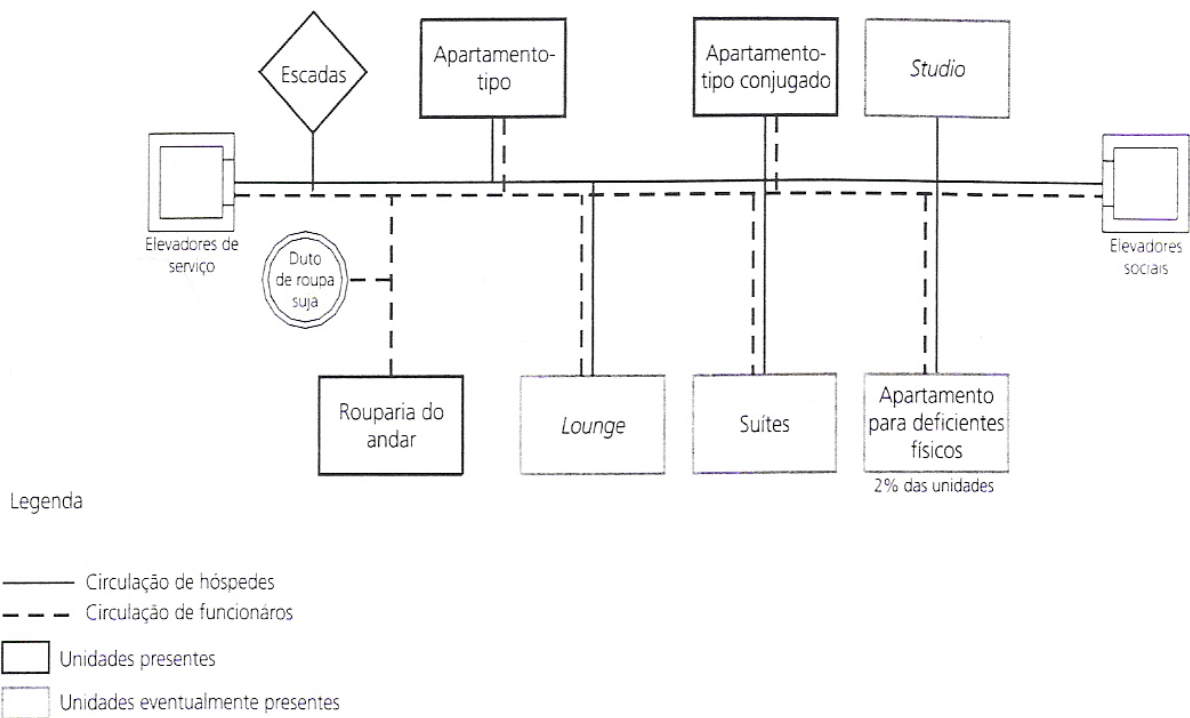 Escadas
Apartamento-
tipo
Apartamento-
tipo conjugado
Studio
Elevadores de
serviço
Duto
de roupa
suja
Elevadores
sociais
Rouparia do
andar
Lounge
Suítes
Apartamento
para deficientes
físicos
2% das unidades
Legenda
Circulação de hóspedes
Circulação de funcionáros
Unidades presentes
Unidades eventualmente presentes